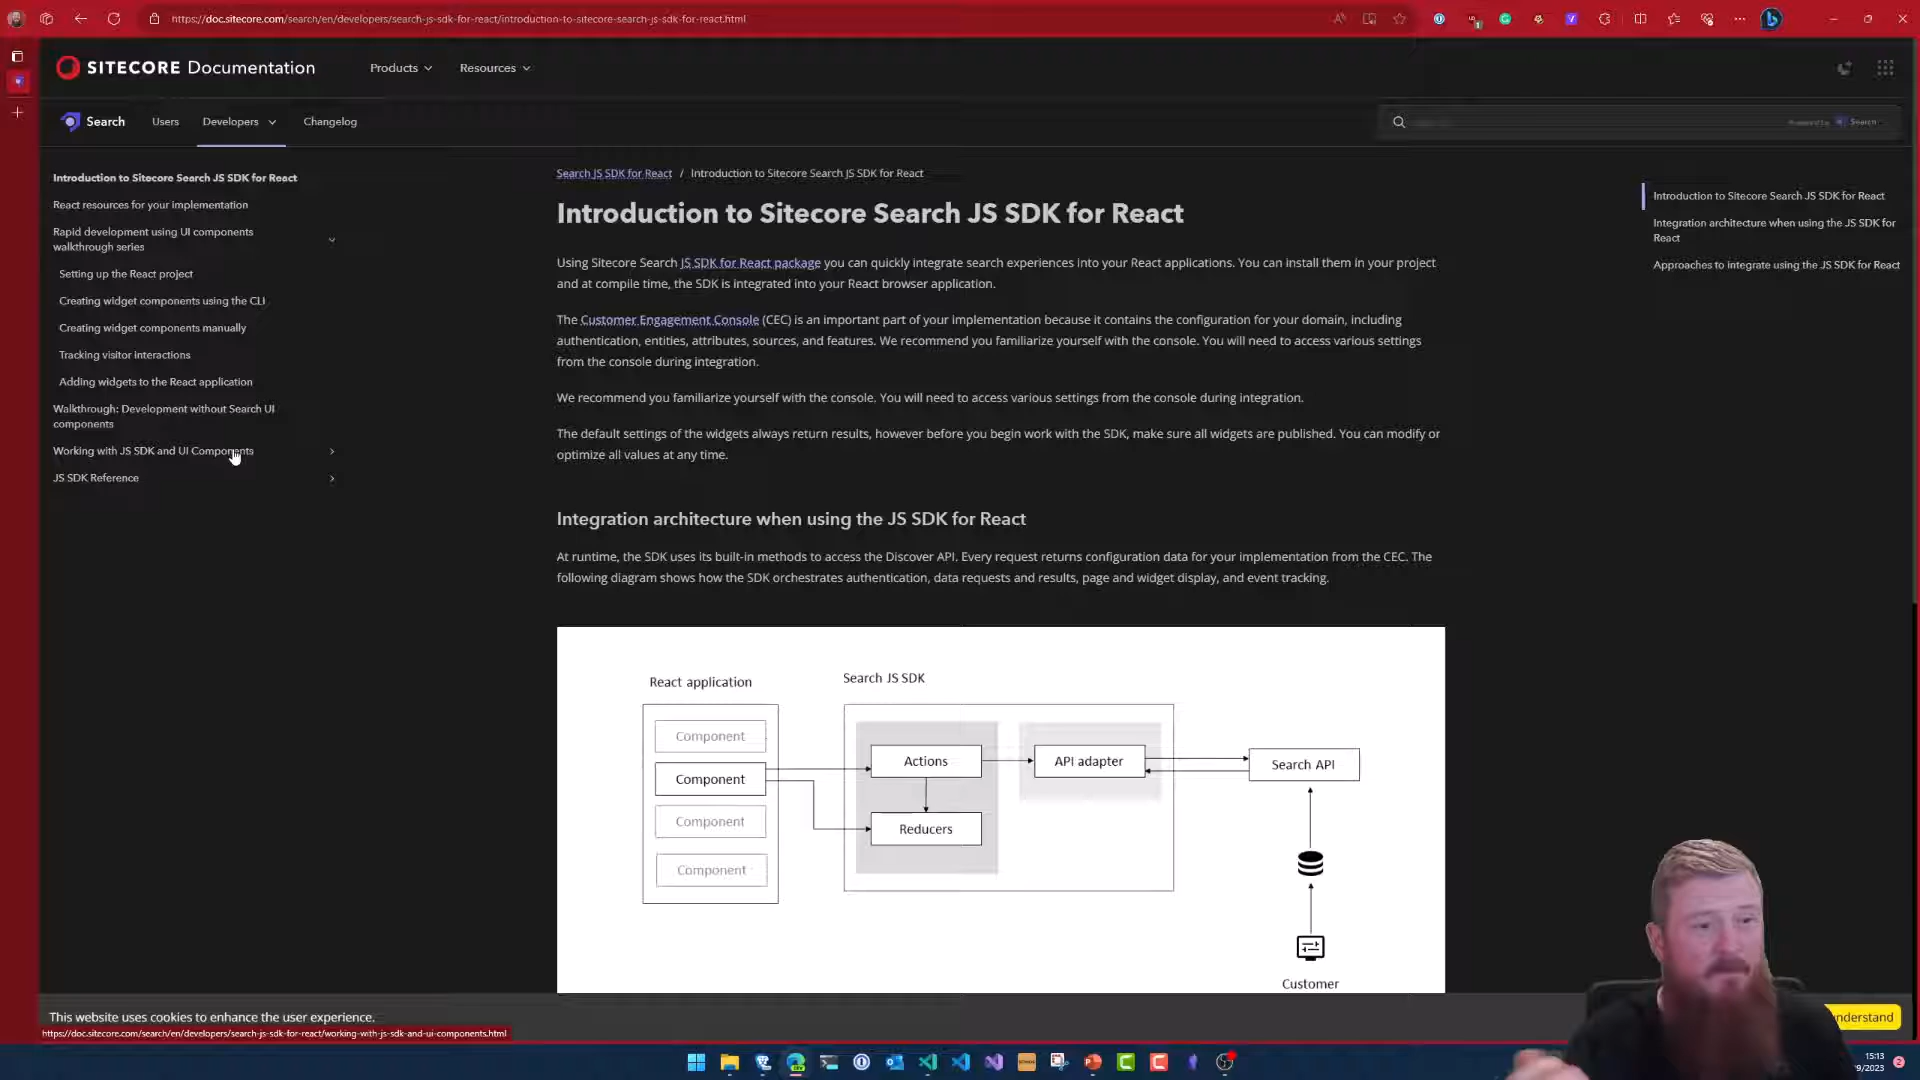 https://doc.sitecore.com/search/en/developers/search-js-sdk-for-react/introduction-to-sitecore-search-js-sdk-for-react.html
SITECORE Documentation
Products
Resources
Search
Users
Developers
Changelog
Powered by Search
Introduction to Sitecore Search JS SDK for React
React resources for your implementation
Rapid development using UI components
walkthrough series
Setting up the React project
Creating widget components using the CLI
Creating widget components manually
Tracking visitor interactions
Adding widgets to the React application
Walkthrough: Development without Search UI
components
Working with JS SDK and UI Components
JS SDK Reference
Search JS SDK for React / Introduction to Sitecore Search JS SDK for React
Introduction to Sitecore Search JS SDK for React
Using Sitecore Search JS SDK for React package you can quickly integrate search experiences into your React applications. You can install them in your project
and at compile time, the SDK is integrated into your React browser application.
The Customer Engagement Console (CEC) is an important part of your implementation because it contains the configuration for your domain, including
authentication, entities, attributes, sources, and features. We recommend you familiarize yourself with the console. You will need to access various settings
from the console during integration.
We recommend you familiarize yourself with the console. You will need to access various settings from the console during integration.
The default settings of the widgets always return results, however before you begin work with the SDK, make sure all widgets are published. You can modify or
optimize all values at any time.
Integration architecture when using the JS SDK for React
At runtime, the SDK uses its built-in methods to access the Discover API. Every request returns configuration data for your implementation from the CEC. The
following diagram shows how the SDK orchestrates authentication, data requests and results, page and widget display, and event tracking.
React application
Search JS SDK
Component
Component
Component
Component
Actions
Reducers
API adapter
Search API
Customer
Introduction to Sitecore Search JS SDK for React
Integration architecture when using the JS SDK for
React
Approaches to integrate using the JS SDK for React
This website uses cookies to enhance the user experience.
nderstand
https://doc.sitecore.com/search/en/developers/search-js-sdk-for-react/working-with-js-sdk-and-ui-components.html
15:13
9/2023
2